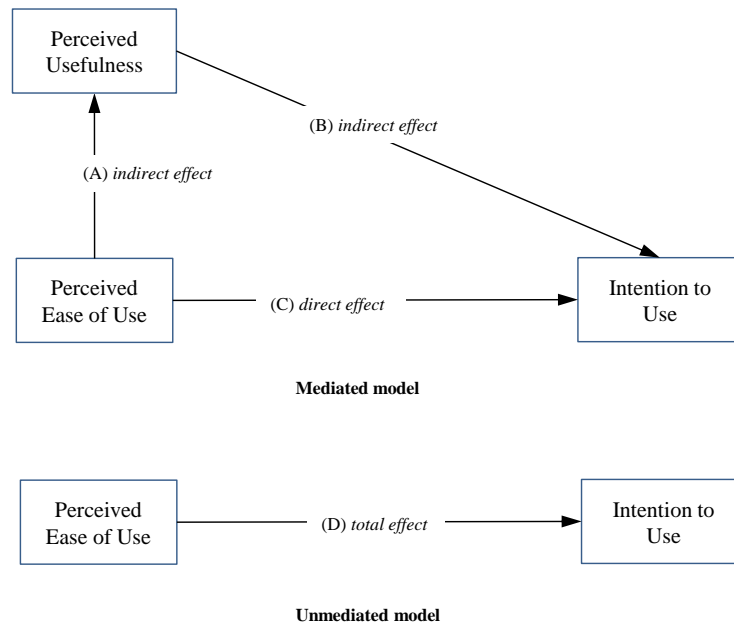 Perceived
Usefulness
(B) indirect effect
(A) indirect effect
Perceived
Ease of Use
(C) direct effect
Intention to
Use
Mediated model
Perceived
Ease of Use
(D) total effect
Intention to
Use
Unmediated model